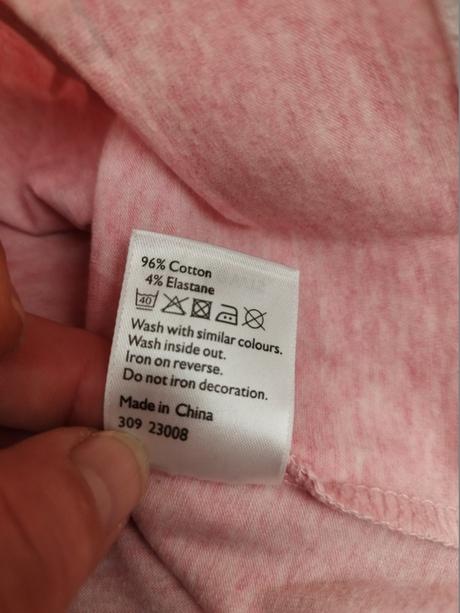 96% Cotton
4% Elastane
40
Wash with similar colours.
Wash inside out.
Iron on reverse.
Do not iron decoration.
Made in China
309 23008